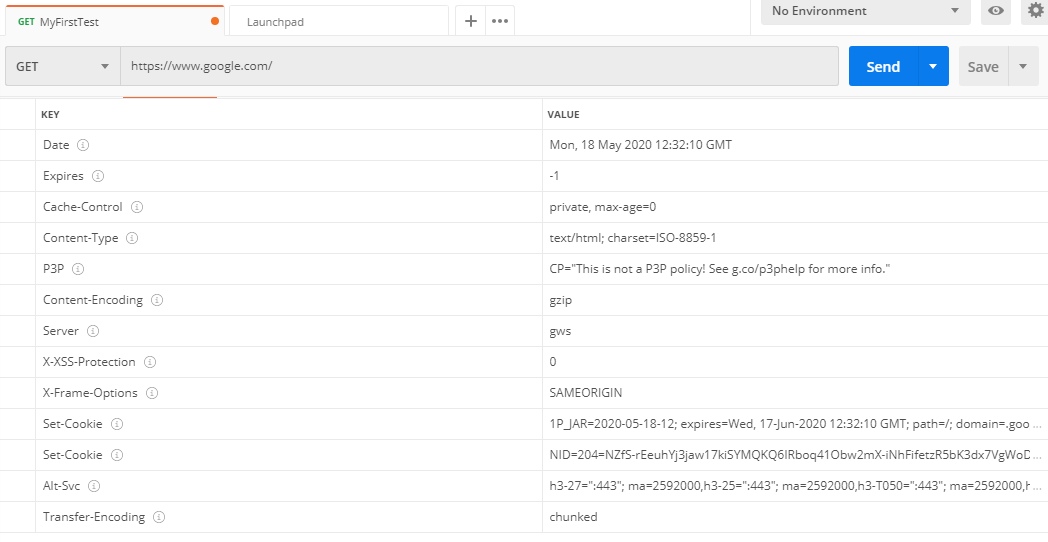 GET MyFirstTest Launchpad + ••• No Environment
GET https://www.google.com/ Send Save
KEY VALUE
Date Mon, 18 May 2020 12:32:10 GMT
Expires -1
Cache-Control private, max-age=0
Content-Type text/html; charset=ISO-8859-1
P3P CP="This is not a P3P policy! See g.co/p3phelp for more info."
Content-Encoding gzip
Server gws
X-XSS-Protection 0
X-Frame-Options SAMEORIGIN
Set-Cookie 1P_JAR=2020-05-18-12; expires=Wed, 17-Jun-2020 12:32:10 GMT; path=/; domain=.goo ...
Set-Cookie
Alt-Svc h3-27=":443"; ma=2592000,h3-25=":443"; ma=2592000,h3-T050=":443"; ma=2592000,h ...
Transfer-Encoding chunked